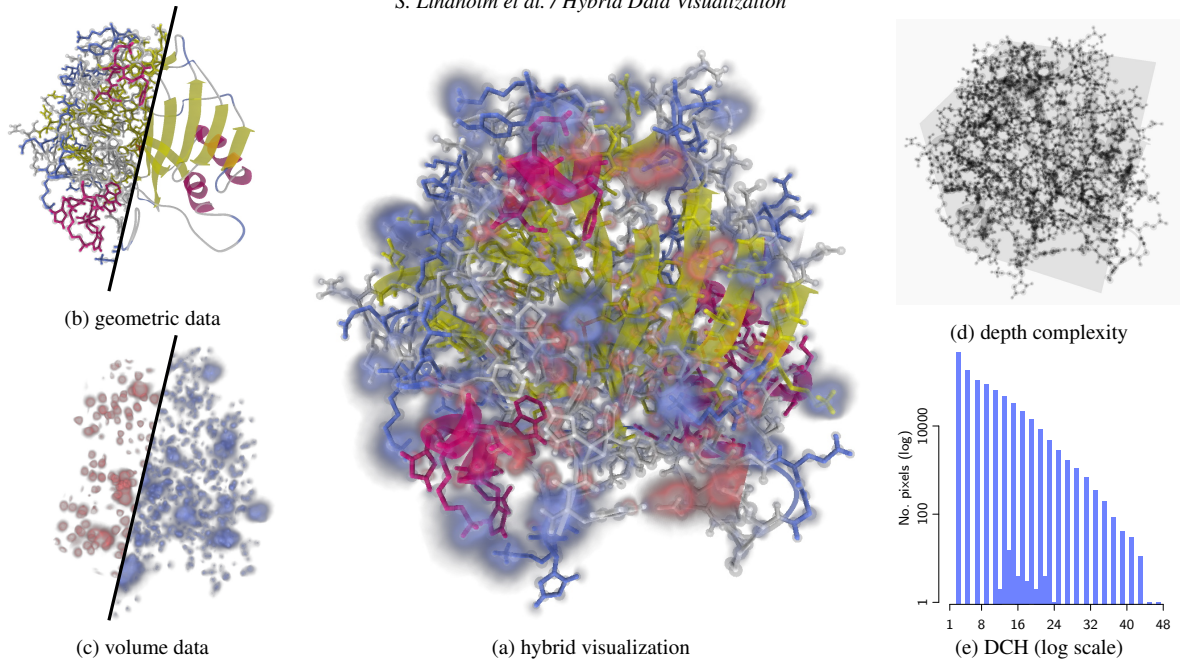 S. Lindholm et al. / Hybrid Data Visualization
(b) geometric data
(c) volume data
(a) hybrid visualization
(d) depth complexity
No. pixels (log)
10000
100
1
1 8 16 24 32 40 48
(e) DCH (log scale)